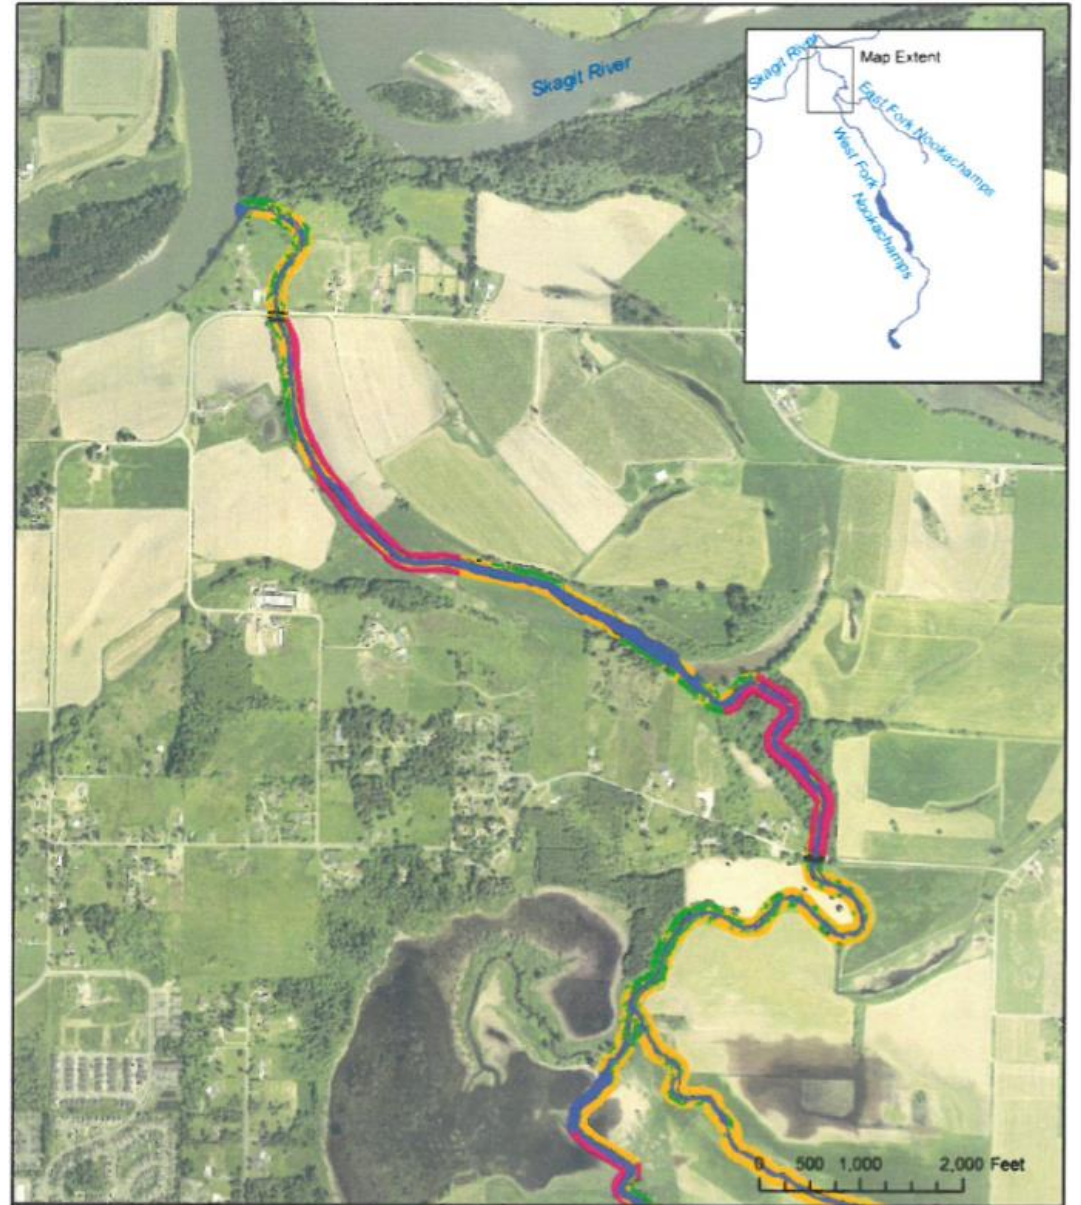 Skagit River
Skagit River
Map Extent
East Fork Nookachamps
West Fork
Nookachamps
0 500 1,000 2,000 Feet